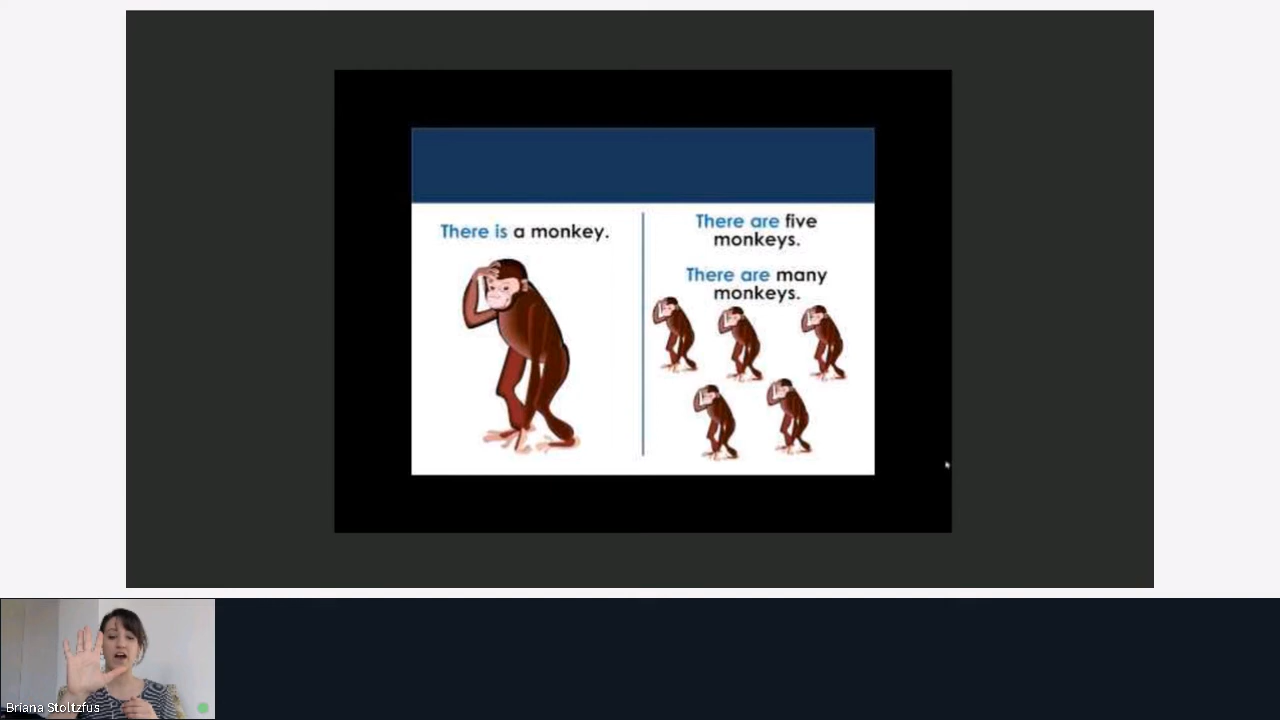 There is a monkey.
There are five
monkeys.
There are many
monkeys.
Briana Stoltzfus